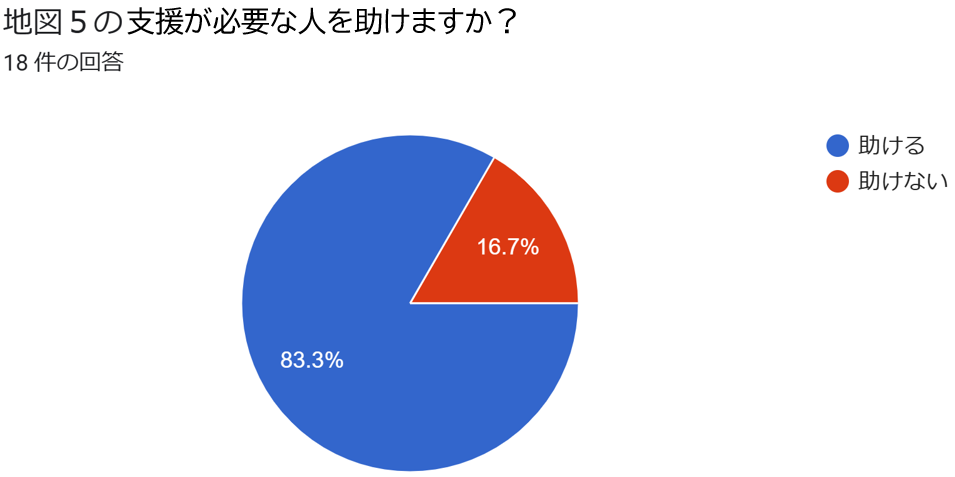 地図５の支援が必要な人を助けますか？
18 件の回答
助ける
助けない
16.7%
83.3%